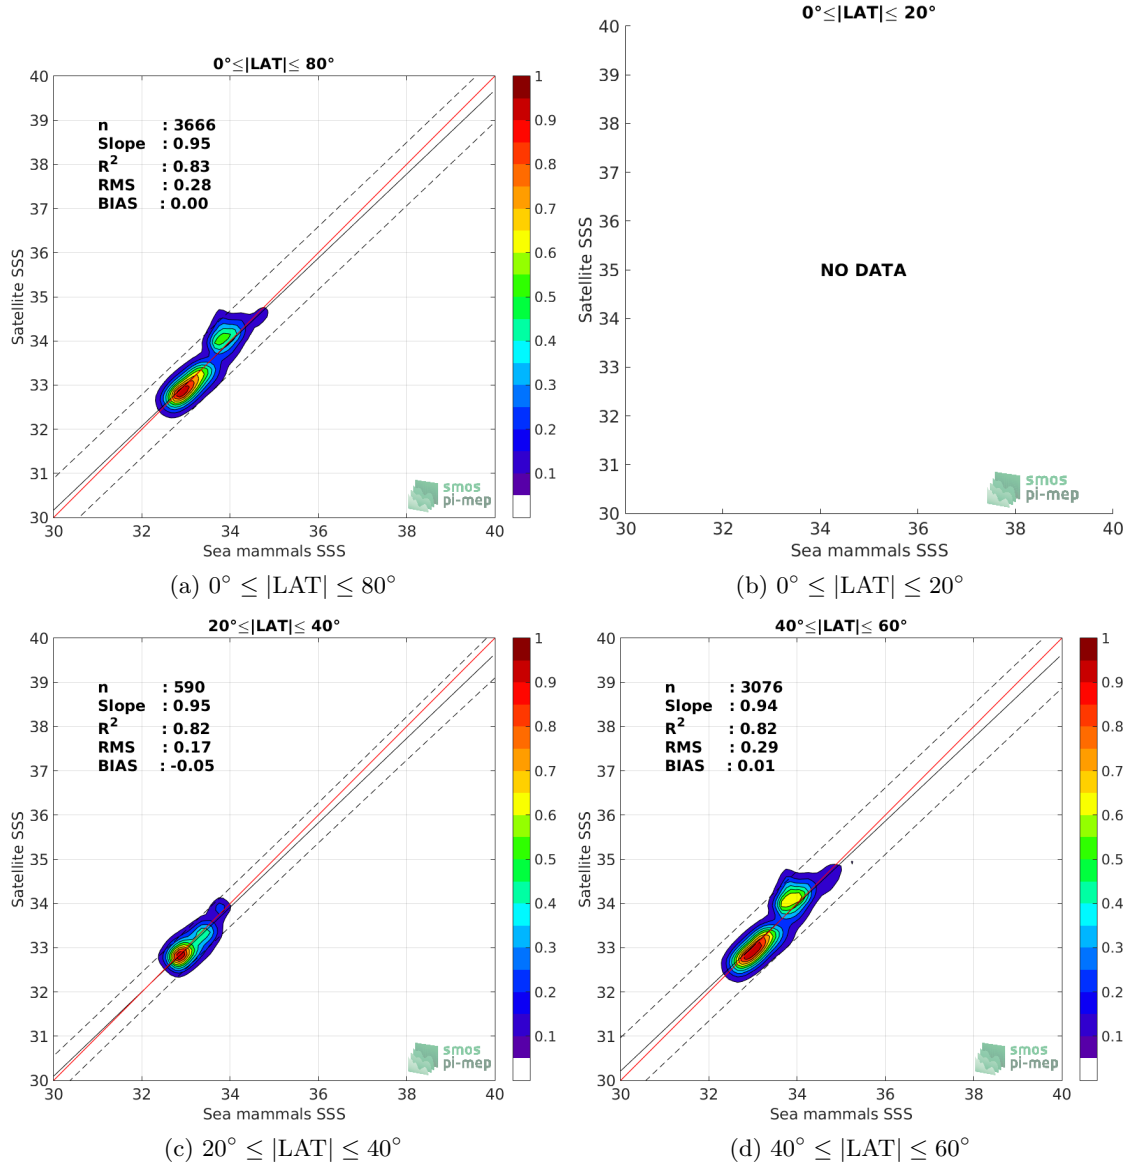 0°≤|LAT|≤ 80°
40
39
38
37
36
35
34
33
32
31
30
n : 3666
Slope : 0.95
R² : 0.83
RMS : 0.28
BIAS : 0.00
Satellite SSS
30 32 34 36 38 40
Sea mammals SSS
1
0.9
0.8
0.7
0.6
0.5
0.4
0.3
0.2
0.1
smos
pi-mep
(a) 0° ≤ |LAT| ≤ 80°
0°≤|LAT|≤ 20°
40
39
38
37
36
35
34
33
32
31
30
NO DATA
Satellite SSS
30 32 34 36 38 40
Sea mammals SSS
smos
pi-mep
(b) 0° ≤ |LAT| ≤ 20°
20°≤|LAT|≤ 40°
40
39
38
37
36
35
34
33
32
31
30
n : 590
Slope : 0.95
R² : 0.82
RMS : 0.17
BIAS : -0.05
Satellite SSS
30 32 34 36 38 40
Sea mammals SSS
1
0.9
0.8
0.7
0.6
0.5
0.4
0.3
0.2
0.1
smos
pi-mep
(c) 20° ≤ |LAT| ≤ 40°
40°≤|LAT|≤ 60°
40
39
38
37
36
35
34
33
32
31
30
n : 3076
Slope : 0.94
R² : 0.82
RMS : 0.29
BIAS : 0.01
Satellite SSS
30 32 34 36 38 40
Sea mammals SSS
1
0.9
0.8
0.7
0.6
0.5
0.4
0.3
0.2
0.1
smos
pi-mep
(d) 40° ≤ |LAT| ≤ 60°